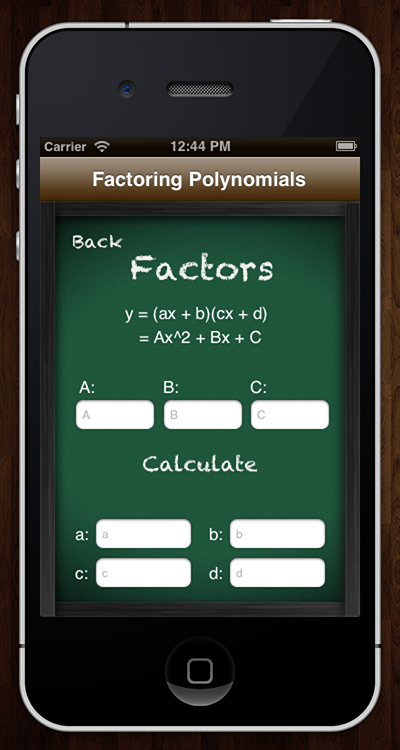 Carrier 12:44 PM
Factoring Polynomials
Back
Factors
y = (ax + b)(cx + d)
= Ax^2 + Bx + C
A: B: C:
A B C
Calculate
a: a b: b
c: c d: d